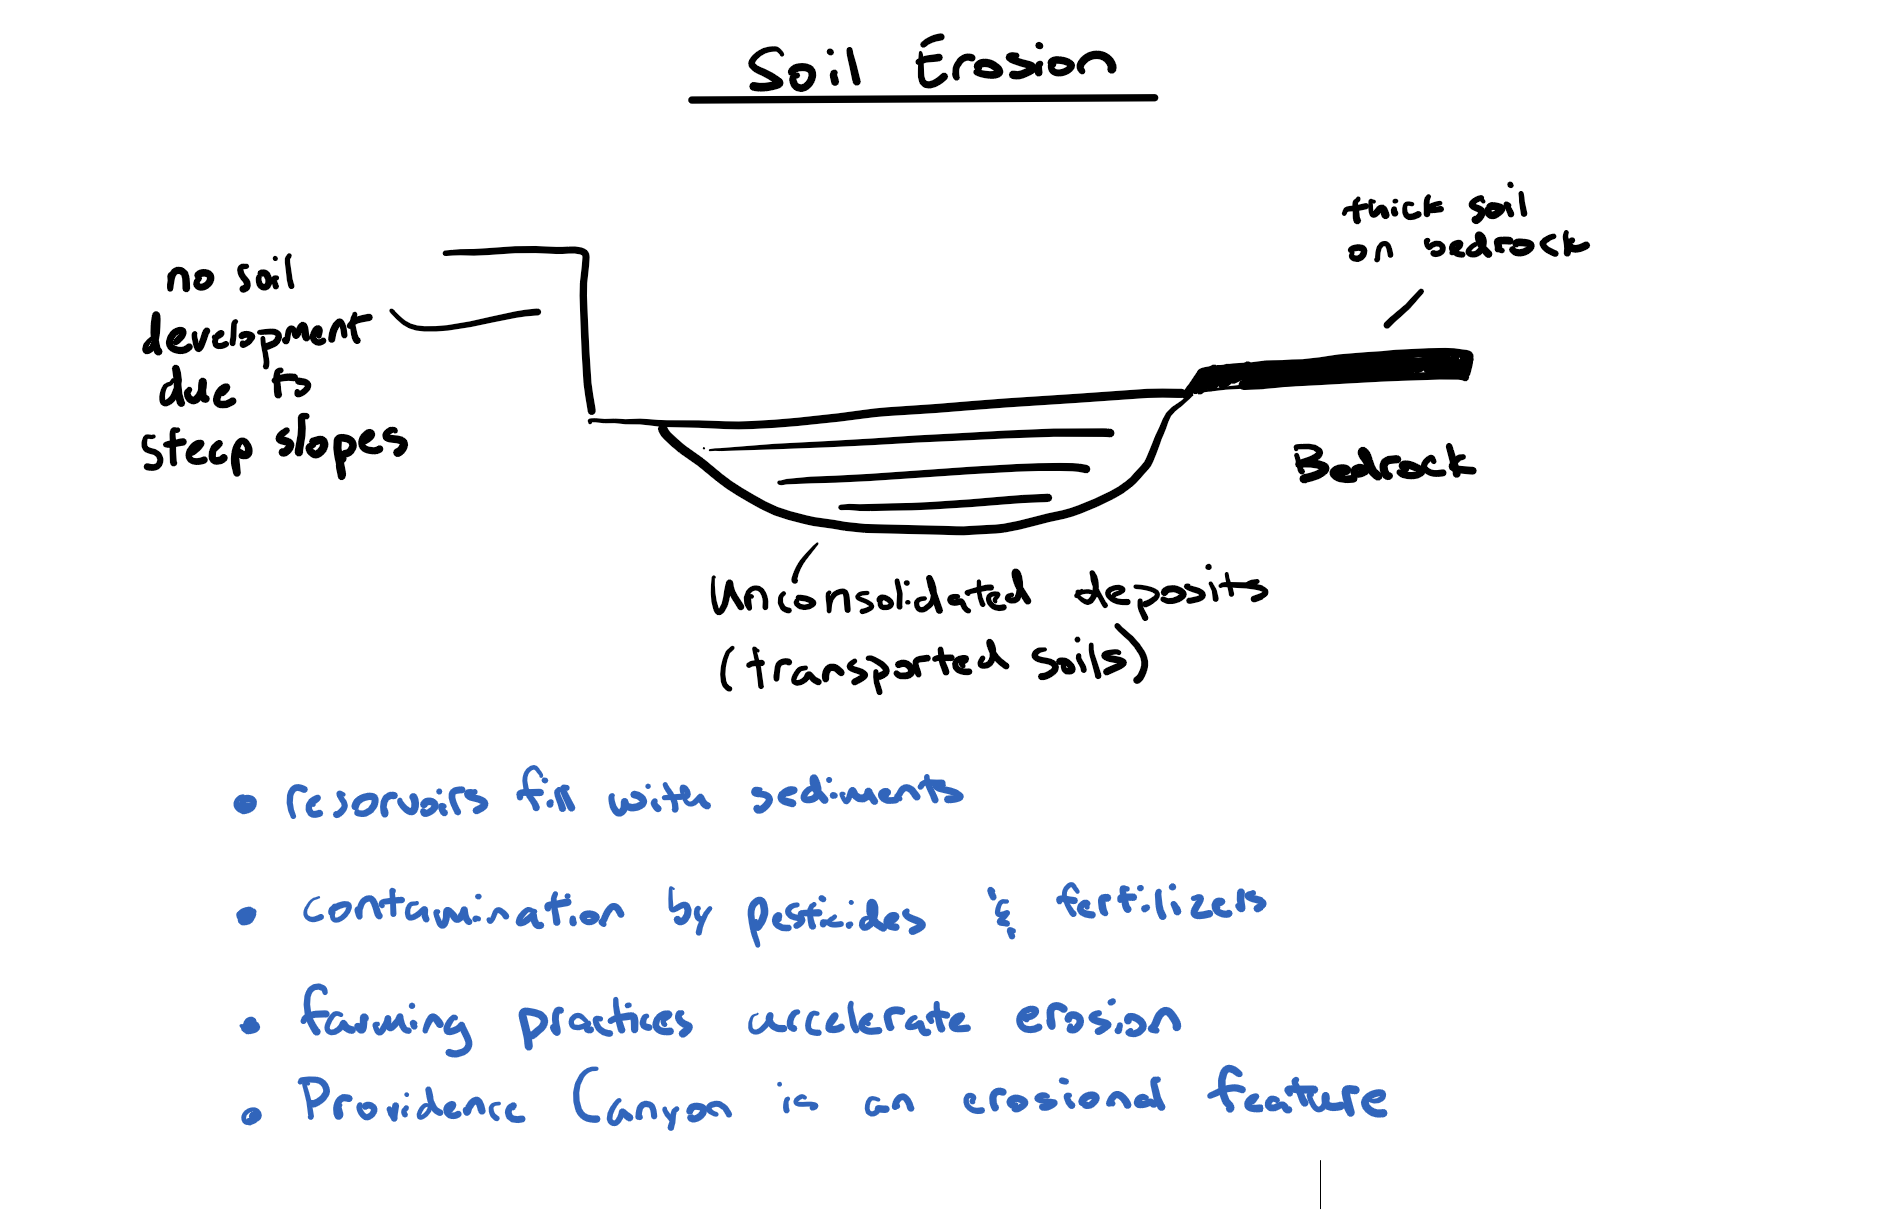 Soil Erosion
thick soil
on bedrock
no soil
development
due to
steep slopes
Bedrock
Unconsolidated deposits
(transported soils)
• resorvoirs fill with sediments
• contamination by pesticides & fertilizers
• farming practices accelerate erosion
• Providence Canyon is an erosional feature